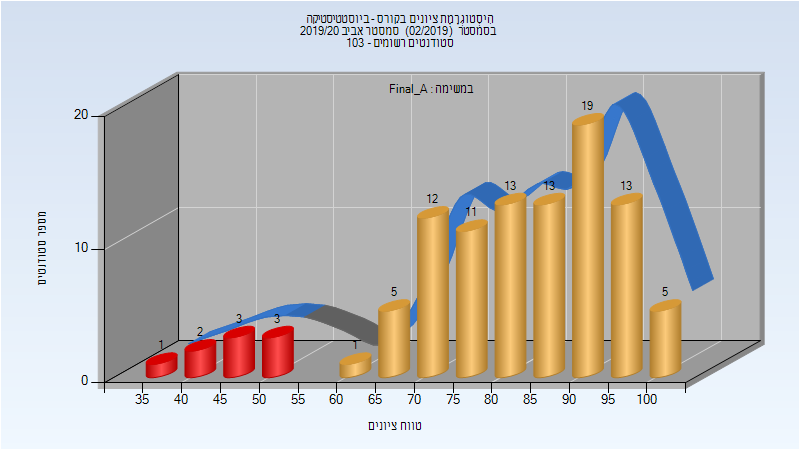 היסטוגרמת ציונים בקורס - ביוסטטיסטיקה
בסמסטר (02/2019) סמסטר אביב 2019/20
סטודנטים רשומים - 103
במשימה : Final_A
מספר סטודנטים
20
10
0
1
2
3
3
1
5
12
11
13
13
19
13
5
35 40 45 50 55 60 65 70 75 80 85 90 95 100
טווח ציונים